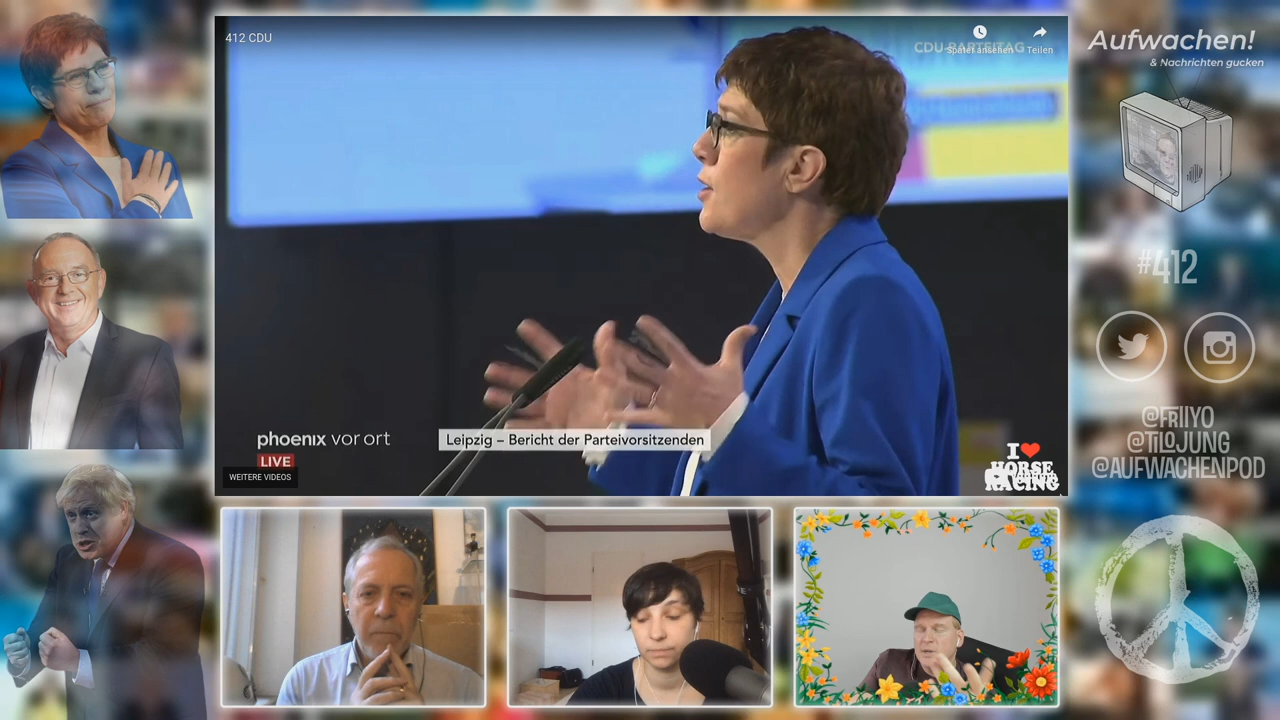 412 CDU
CDU-PARTEITAG
Später ansehen
Teilen
phoenix vor ort
LIVE
WEITERE VIDEOS
Leipzig – Bericht der Parteivorsitzenden
I
HORSE
RACING
Aufwachen!
& Nachrichten gucken
#412
@FRIIYO
@TILOJUNG
@AUFWACHENPOD